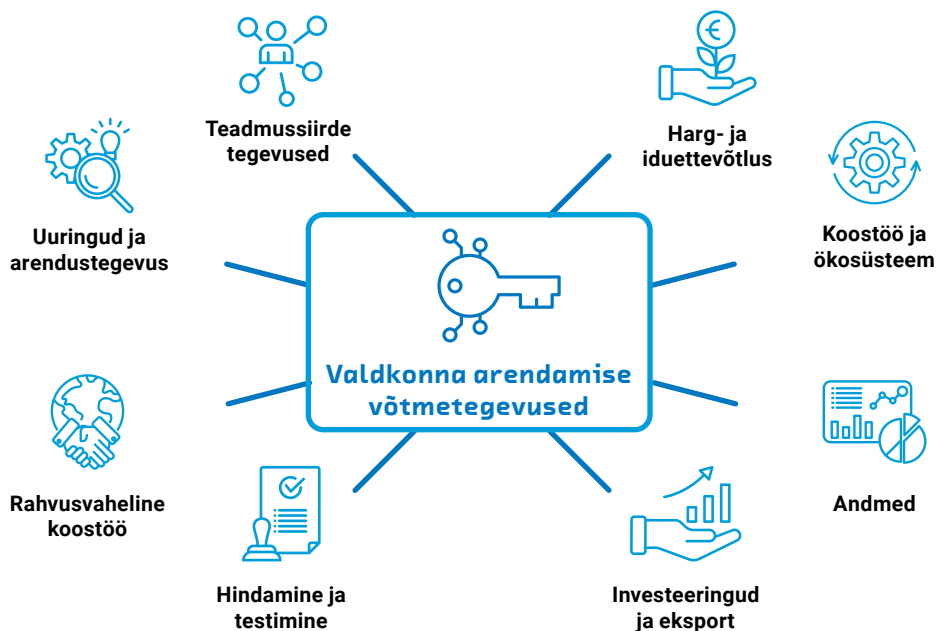 Teadmussiirde
tegevused
Harg- ja
iduettevõtlus
Uuringud ja
arendustegevus
Koostöö ja
ökosüsteem
Valdkonna arendamise
võtmetegevused
Rahvusvaheline
koostöö
Andmed
Hindamine ja
testimine
Investeeringud
ja eksport